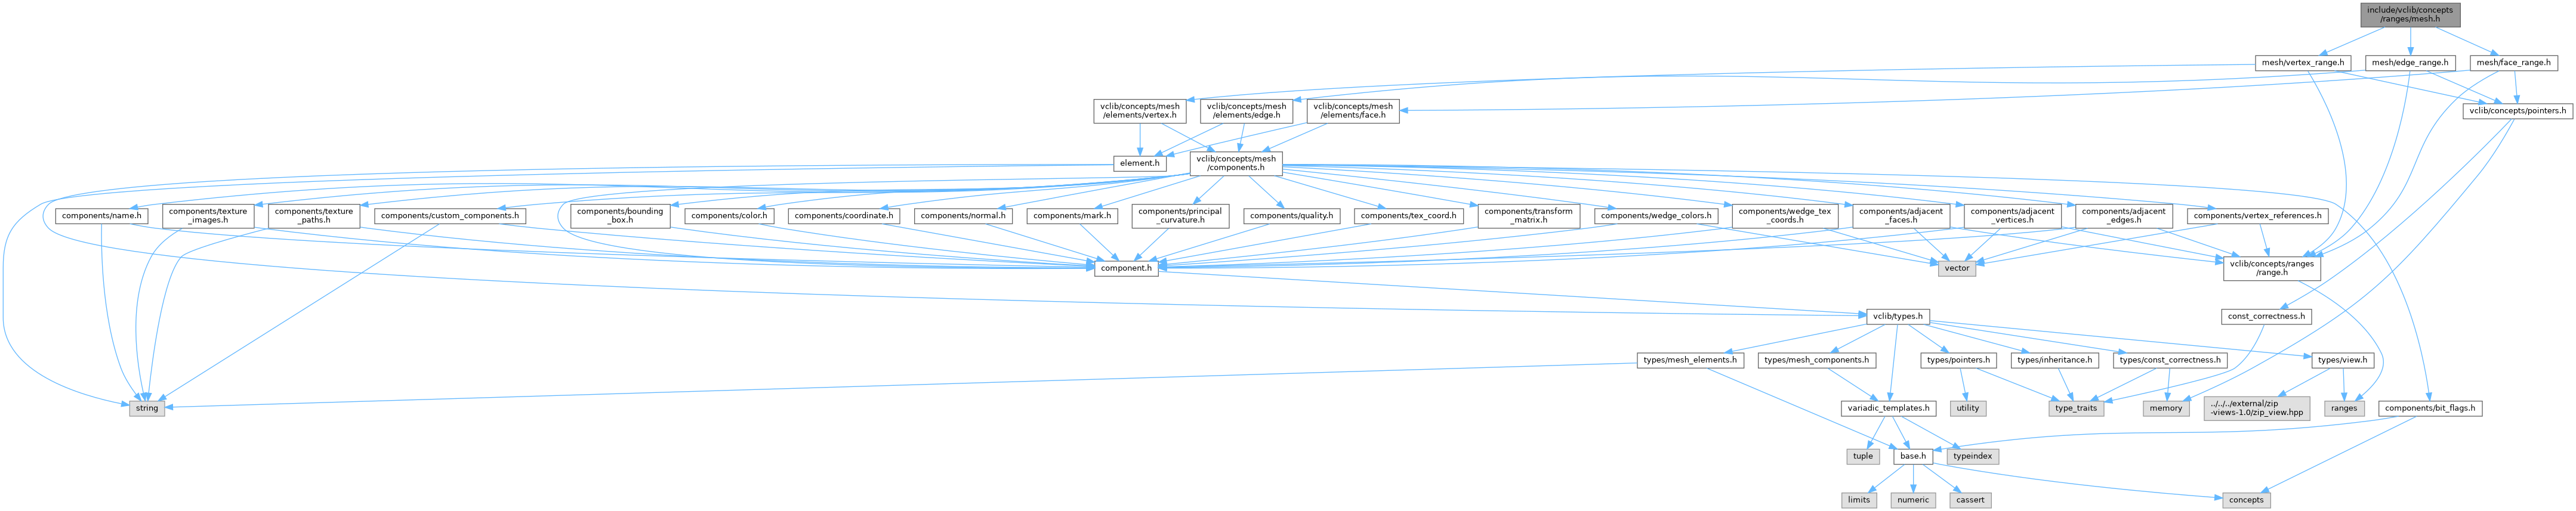 include/vclib/concepts
/ranges/mesh.h
mesh/vertex_range.h
mesh/edge_range.h
mesh/face_range.h
vclib/concepts/mesh
/elements/vertex.h
vclib/concepts/mesh
/elements/edge.h
vclib/concepts/mesh
/elements/face.h
vclib/concepts/pointers.h
element.h
vclib/concepts/mesh
/components.h
components/name.h
components/texture
_images.h
components/texture
_paths.h
components/custom_components.h
components/bounding
_box.h
components/color.h
components/coordinate.h
components/normal.h
components/mark.h
components/principal
_curvature.h
components/quality.h
components/tex_coord.h
components/transform
_matrix.h
components/wedge_colors.h
components/wedge_tex
_coords.h
components/adjacent
_faces.h
components/adjacent
_vertices.h
components/adjacent
_edges.h
components/vertex_references.h
component.h
vector
vclib/concepts/ranges
/range.h
vclib/types.h
const_correctness.h
types/mesh_elements.h
types/mesh_components.h
types/pointers.h
types/inheritance.h
types/const_correctness.h
types/view.h
string
variadic_templates.h
utility
type_traits
memory
../../../external/zip
-views-1.0/zip_view.hpp
ranges
components/bit_flags.h
tuple
base.h
typeindex
limits
numeric
cassert
concepts